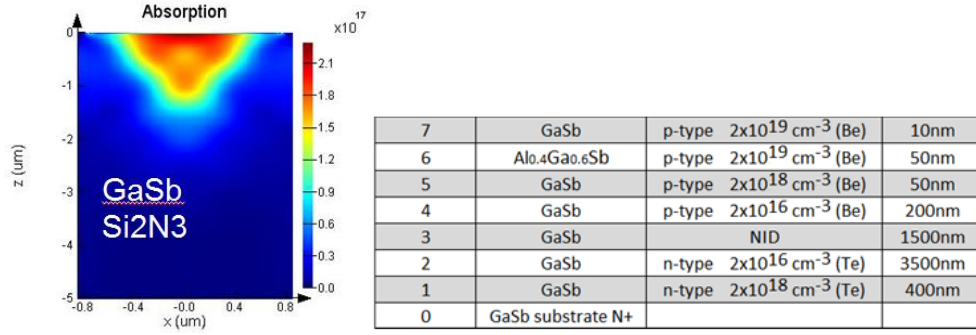 Absorption
x10^17
0
-1
-2
-3
-4
-5
z (um)
-0.8
-0.4
-0.0
0.4
0.8
x (um)
2.1
1.8
1.5
1.2
0.9
0.6
0.3
0.0
GaSb
Si2N3
7 GaSb p-type 2x10^19 cm^-3 (Be) 10nm
6 Al0.4Ga0.6Sb p-type 2x10^19 cm^-3 (Be) 50nm
5 GaSb p-type 2x10^18 cm^-3 (Be) 50nm
4 GaSb p-type 2x10^16 cm^-3 (Be) 200nm
3 GaSb NID 1500nm
2 GaSb n-type 2x10^16 cm^-3 (Te) 3500nm
1 GaSb n-type 2x10^18 cm^-3 (Te) 400nm
0 GaSb substrate N+